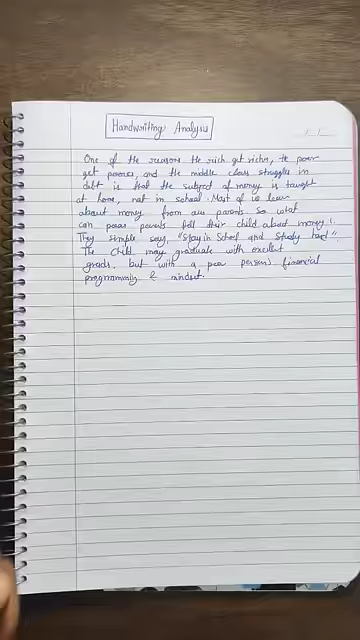 Handwriting Analysis
One of the reasons the rich get richer, the poor
get poorer, and the middle class struggles in
debt is that the subject of money is taught
at home, not in school. Most of us learn
about money from our parents so what
can poor parents tell their child about money?
They simple say, "Stay in School and Study hard".
The child may graduate with excellent
grads, but with a poor person's financial
programming & mindset.